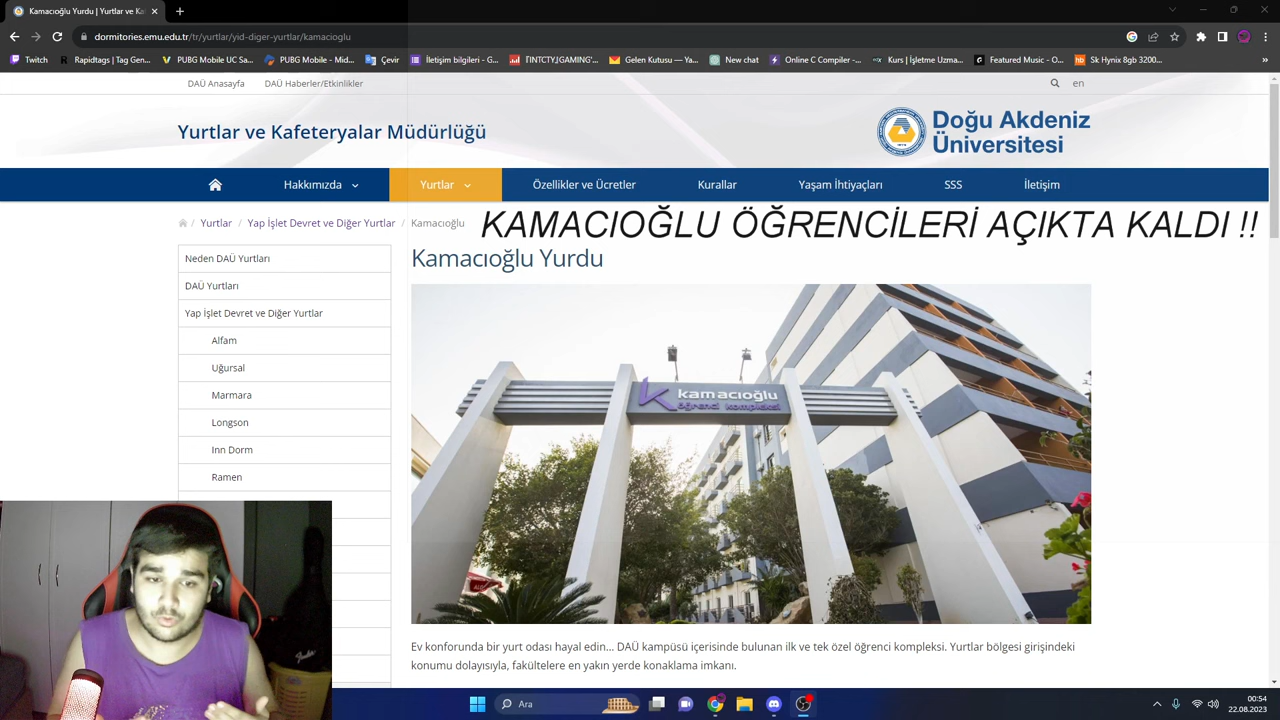 Kamacıoğlu Yurdu | Yurtlar ve Ka
dormitories.emu.edu.tr/tr/yurtlar/yid-diger-yurtlar/kamacioglu
Twitch
Rapidtags | Tag Gen...
PUBG Mobile UC Sa...
PUBG Mobile - Mid...
Çevir
İletişim bilgileri - G...
TINTCTY,IGAMING'...
Gelen Kutusu — Ya...
New chat
Online C Compiler -...
Kurs | İşletme Uzma...
Featured Music - O...
Sk Hynix 8gb 3200...
DAÜ Anasayfa
DAÜ Haberler/Etkinlikler
en
Yurtlar ve Kafeteryalar Müdürlüğü
Doğu Akdeniz
Üniversitesi
Hakkımızda
Yurtlar
Özellikler ve Ücretler
Kurallar
Yaşam İhtiyaçları
SSS
İletişim
/ Yurtlar / Yap İşlet Devret ve Diğer Yurtlar / Kamacıoğlu
KAMACIOĞLU ÖĞRENCİLERİ AÇIKTA KALDI !!
Neden DAÜ Yurtları
DAÜ Yurtları
Yap İşlet Devret ve Diğer Yurtlar
Alfam
Uğursal
Marmara
Longson
Inn Dorm
Ramen
Kamacıoğlu Yurdu
kamacıoğlu
öğrenci kompleksi
Ev konforunda bir yurt odası hayal edin... DAÜ kampüsü içerisinde bulunan ilk ve tek özel öğrenci kompleksi. Yurtlar bölgesi girişindeki
konumu dolayısıyla, fakültelere en yakın yerde konaklama imkanı.
Fender
Ara
00:54
22.08.2023